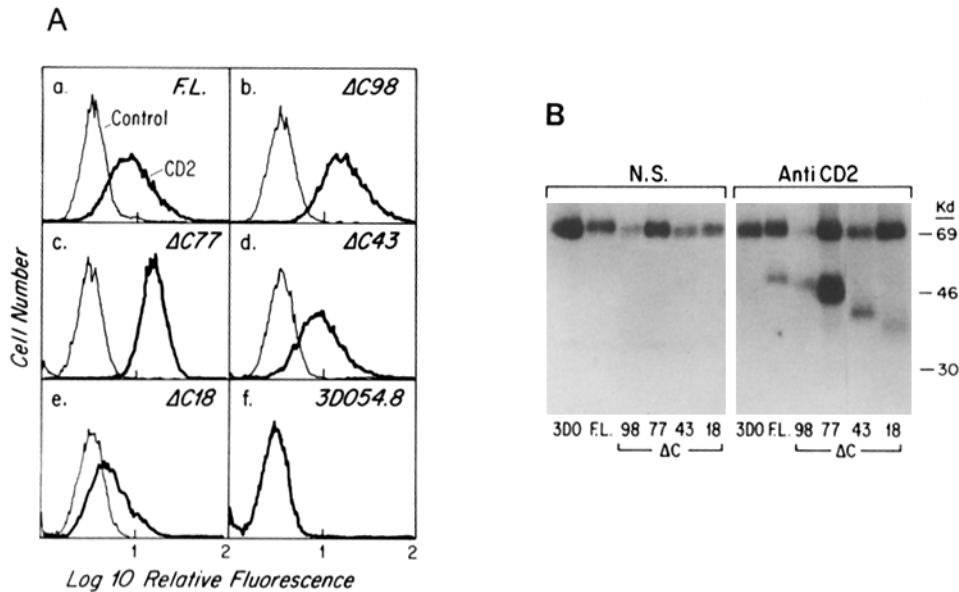 A
a. F.L.
Control
CD2
b. ΔC98
c. ΔC77
d. ΔC43
e. ΔC18
f. 3DO54.8
Cell Number
1 2 1 2
Log 10 Relative Fluorescence
B
N.S. Anti CD2
Kd
69
46
30
3DO F.L. 98 77 43 18 3DO F.L. 98 77 43 18
ΔC ΔC